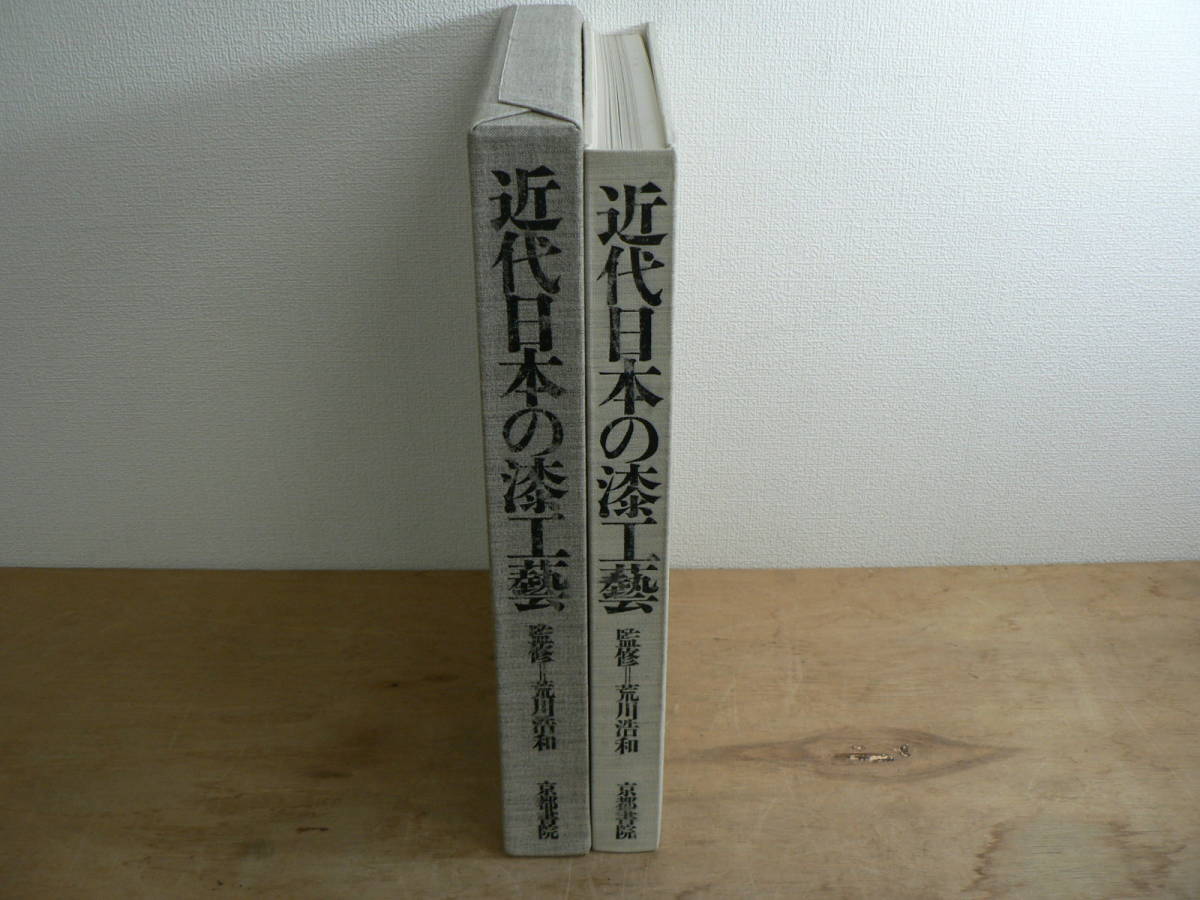 近代日本の漆工藝
監修=荒川浩和
京都書院
近代日本の漆工藝
監修=荒川浩和
京都書院